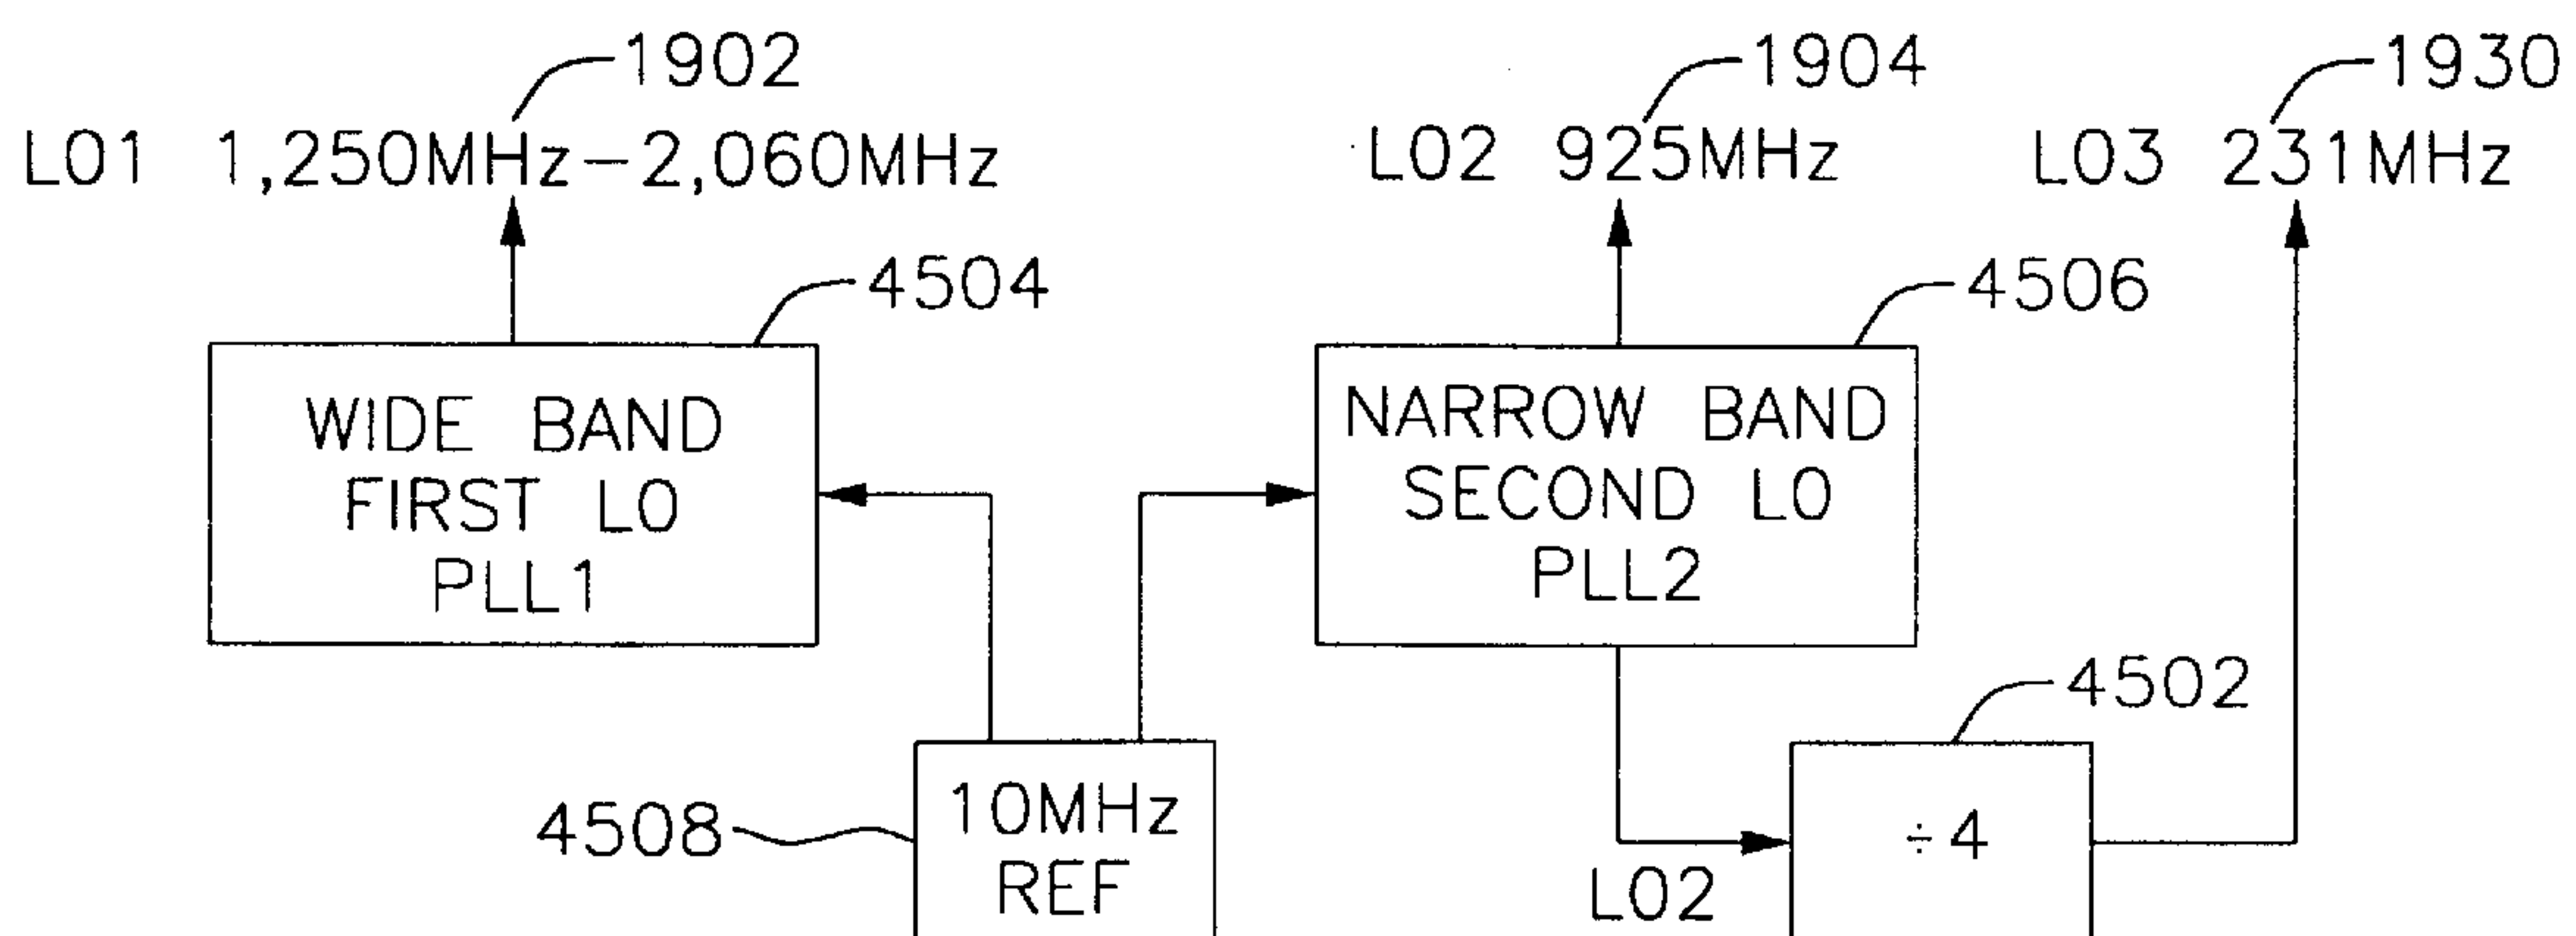 1902
1904
1930
LO1 1,250MHz-2,060MHz
LO2 925MHz
LO3 231MHz
4504
4506
WIDE BAND
FIRST LO
PLL1
NARROW BAND
SECOND LO
PLL2
4502
4508
10MHz
REF
÷4
LO2